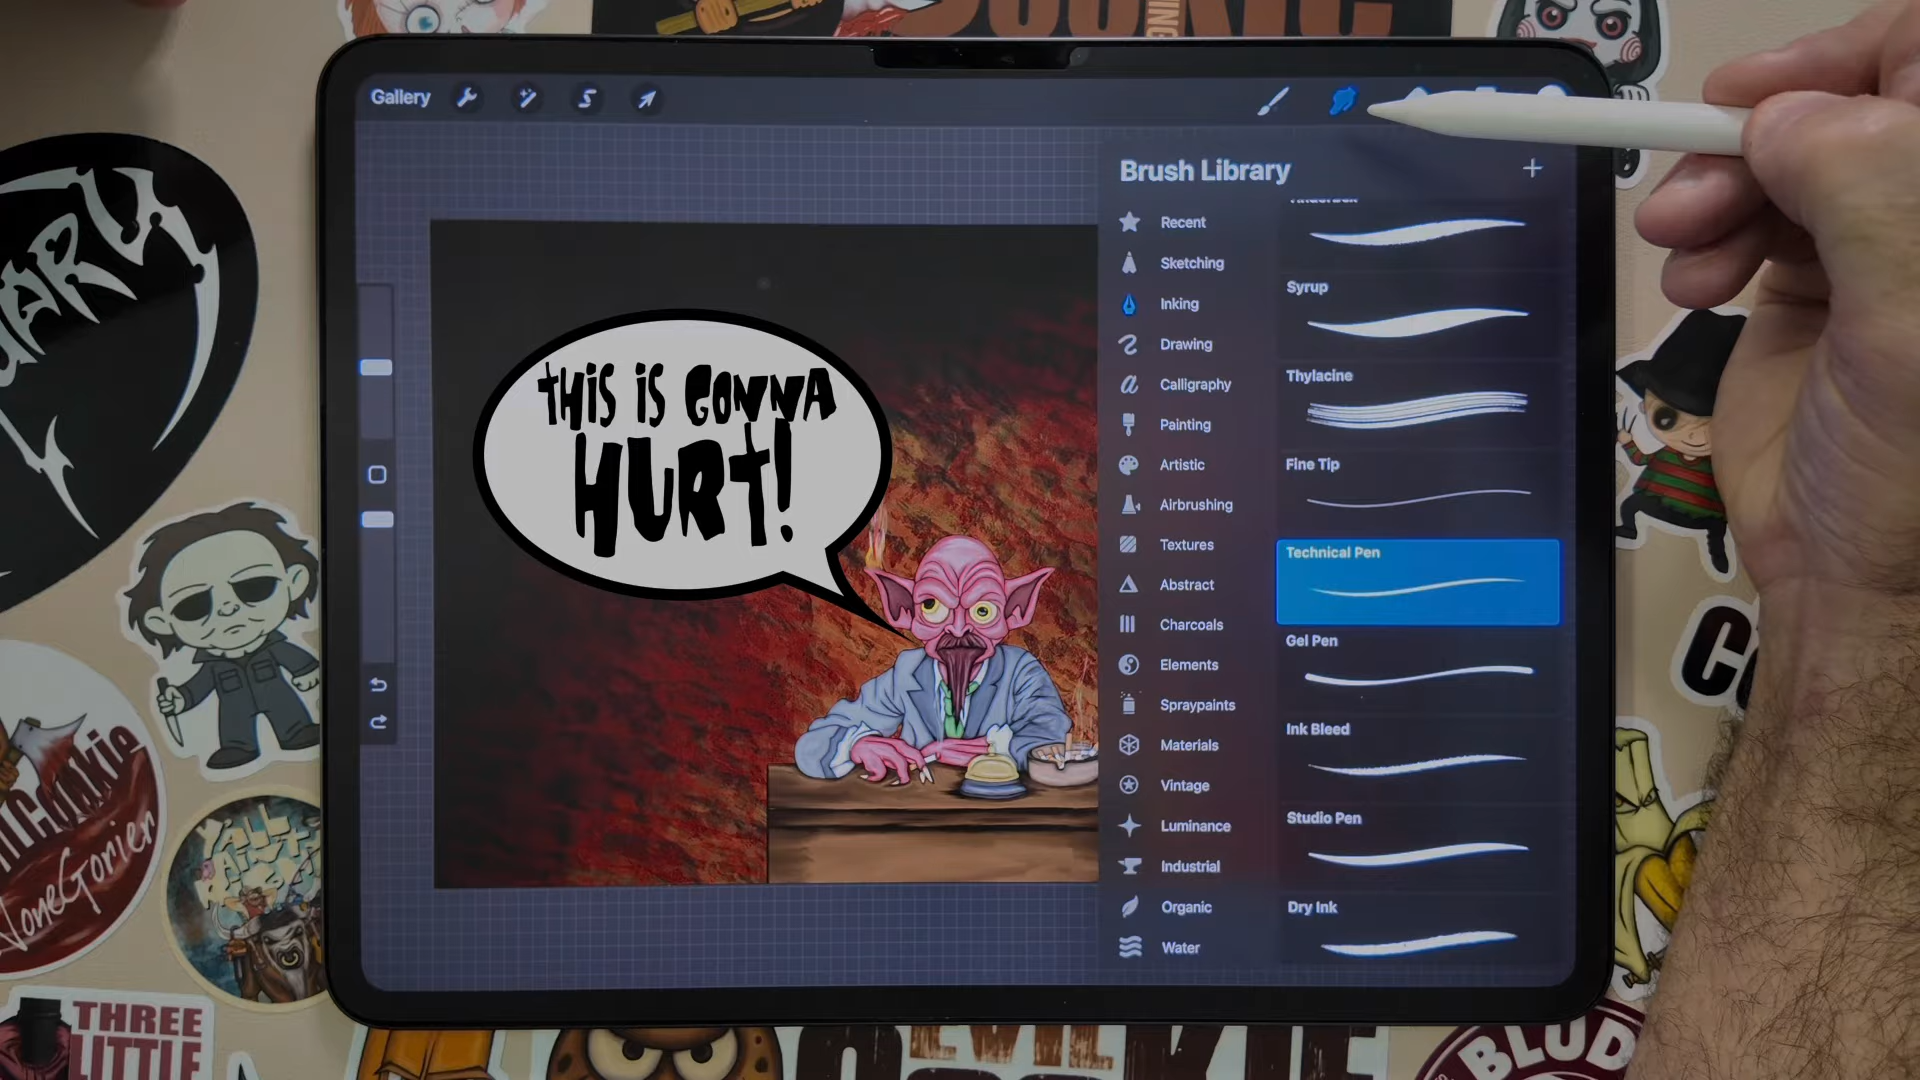 Gallery
Brush Library
Recent
Sketching
Inking
Drawing
Calligraphy
Painting
Artistic
Airbrushing
Textures
Abstract
Charcoals
Elements
Spraypaints
Materials
Vintage
Luminance
Industrial
Organic
Water
Syrup
Thylacine
Fine Tip
Technical Pen
Gel Pen
Ink Bleed
Studio Pen
Dry Ink
THIS IS GONNA
HURT!
NoneGorier
Y'ALL
THREE
LITTLE
BLUD